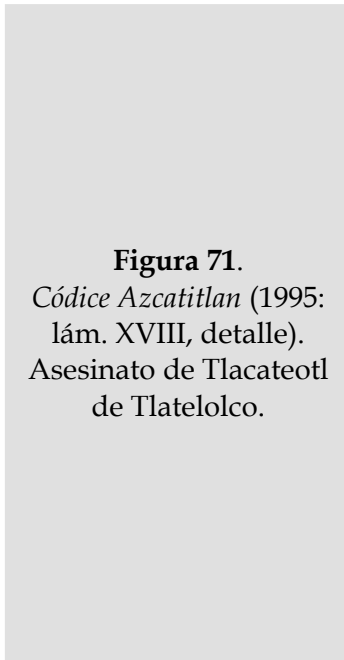 Figura 71.
Códice Azcatitlan (1995:
lám. XVIII, detalle).
Asesinato de Tlacateotl
de Tlatelolco.